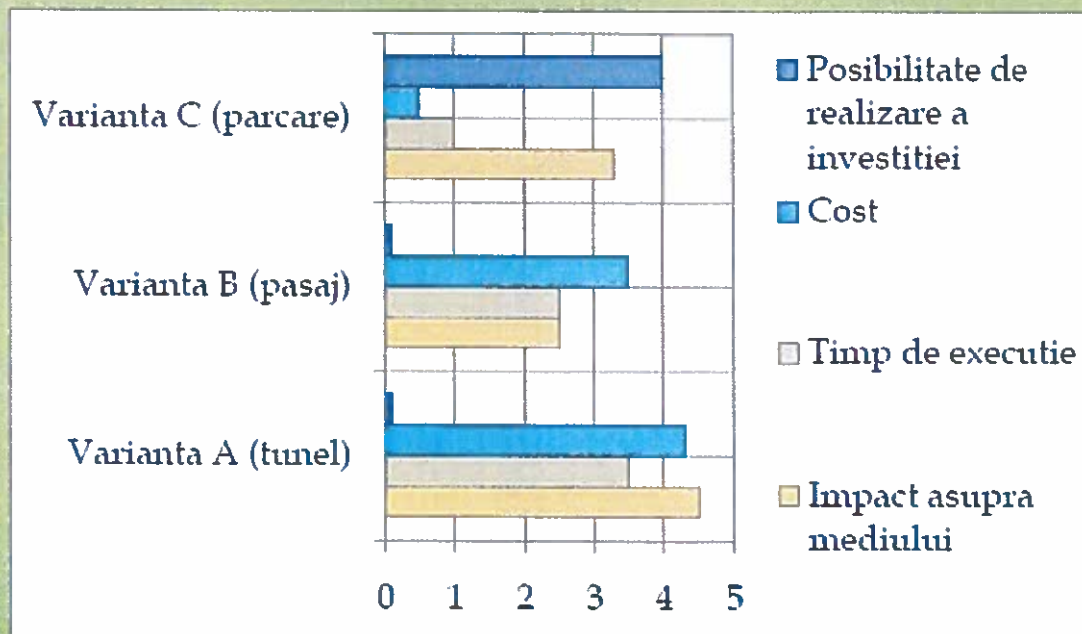 Varianta C (parcare)
Varianta B (pasaj)
Varianta A (tunel)
0 1 2 3 4 5
Posibilitate de
realizare a
investitiei
Cost
Timp de executie
Impact asupra
mediului